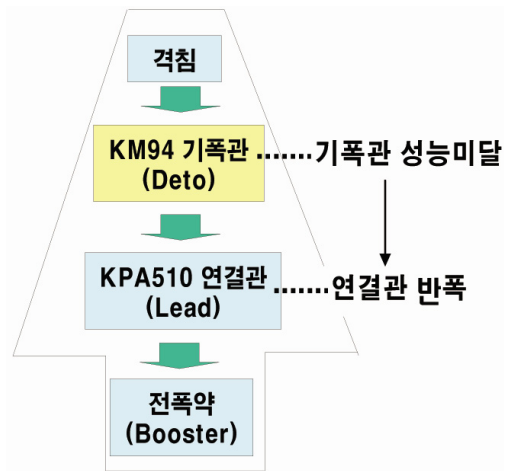 격침
KM94 기폭관 ....... 기폭관 성능미달
(Deto)
KPA510 연결관 ....... 연결관 반폭
(Lead)
전폭약
(Booster)